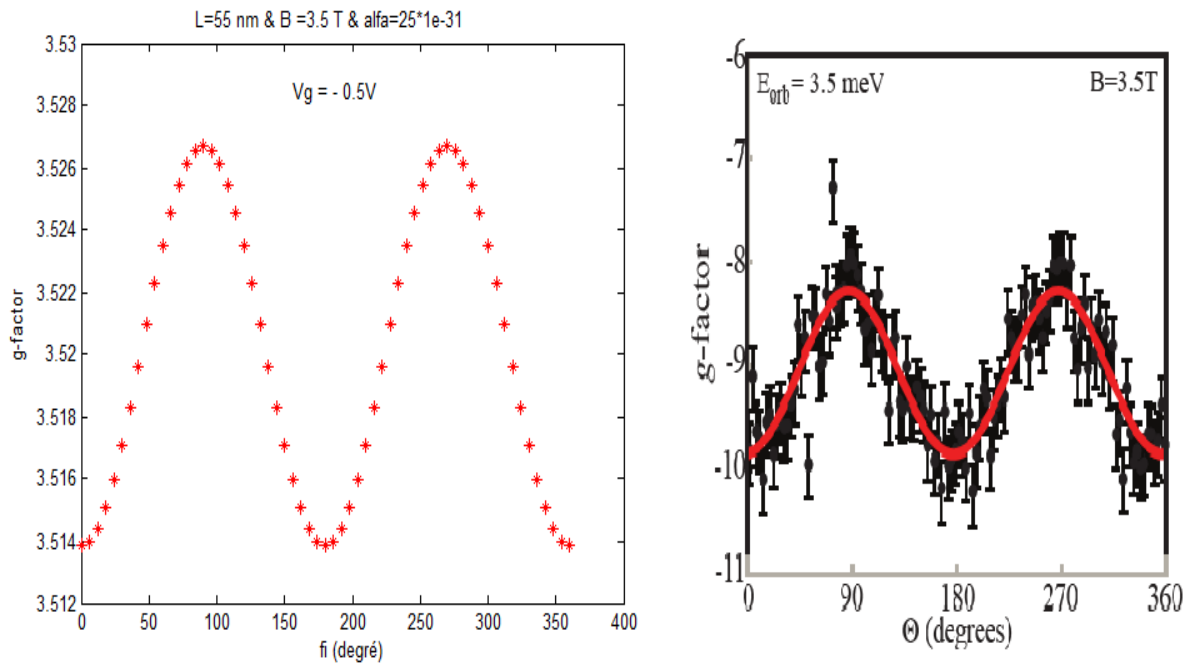 L=55 nm & B =3.5 T & alfa=25*1e-31
3.53
3.528
3.526
3.524
3.522
3.52
3.518
3.516
3.514
3.512
g-factor
Vg = - 0.5V
0 50 100 150 200 250 300 350 400
fi (degré)
-6
-7
-8
-9
-10
-11
g-factor
E_orb = 3.5 meV B=3.5T
0 90 180 270 360
Θ (degrees)